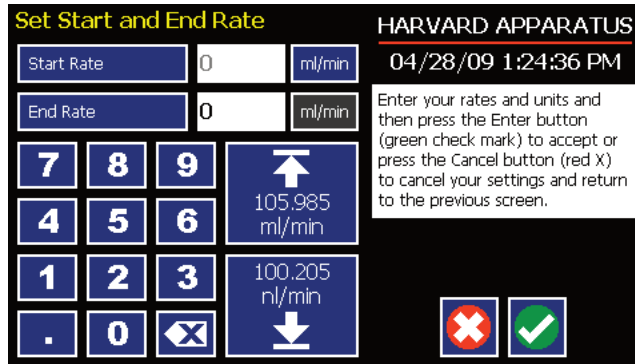 Set Start and End Rate
Start Rate 0 ml/min
End Rate 0 ml/min
7 8 9
105.985
ml/min
4 5 6
1 2 3
100.205
nl/min
. 0
HARVARD APPARATUS
04/28/09 1:24:36 PM
Enter your rates and units and
then press the Enter button
(green check mark) to accept or
press the Cancel button (red X)
to cancel your settings and return
to the previous screen.